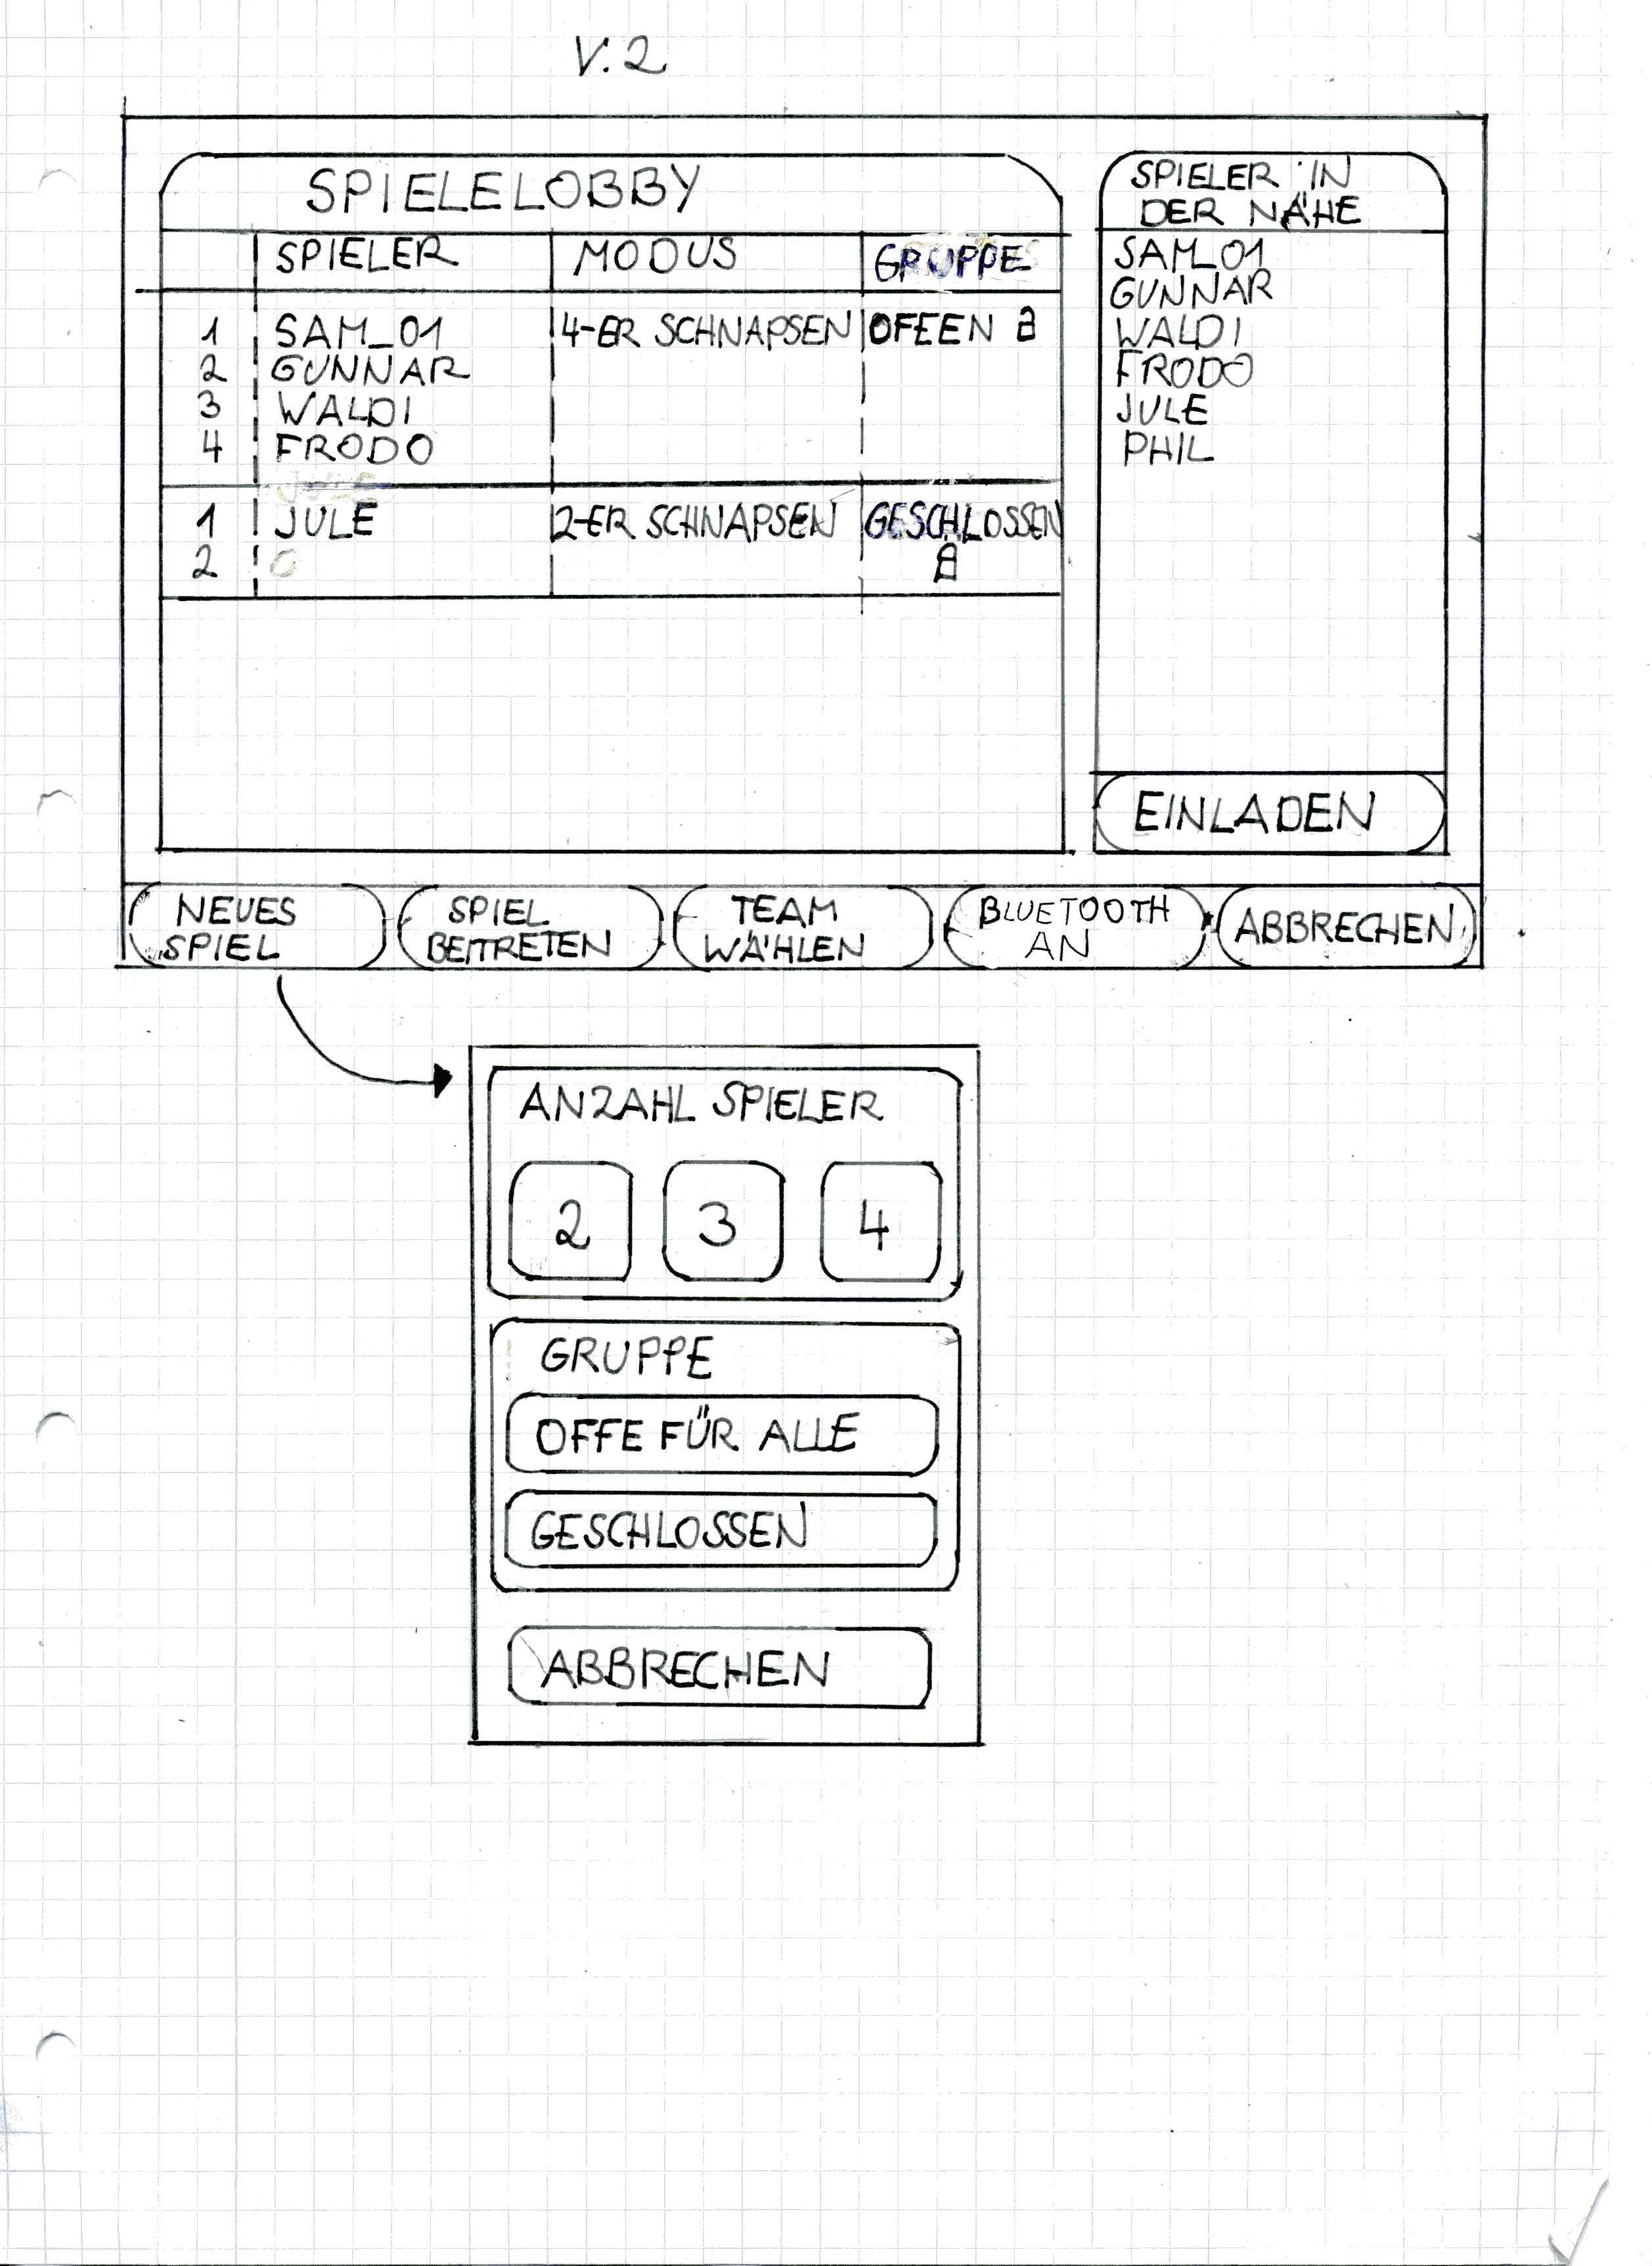 V.2
SPIELELOBBY
SPIELER MODUS GRUPPE
1 SAM_01 4-ER SCHNAPSEN OFEEN
2 GUNNAR
3 WALDI
4 FRODO
1 JULE 2-ER SCHNAPSEN GESCHLOSSEN
2
SPIELER IN
DER NÄHE
SAM_01
GUNNAR
WALDI
FRODO
JULE
PHIL
EINLADEN
NEUES
SPIEL
SPIEL
BEITRETEN
TEAM
WÄHLEN
BLUETOOTH
AN
ABBRECHEN
ANZAHL SPIELER
2 3 4
GRUPPE
OFFE FÜR ALLE
GESCHLOSSEN
ABBRECHEN